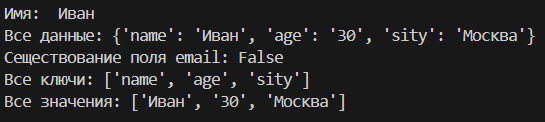 Имя:  Иван
Все данные: {'name': 'Иван', 'age': '30', 'sity': 'Москва'}
Сеществование поля email: False
Все ключи: ['name', 'age', 'sity']
Все значения: ['Иван', '30', 'Москва']